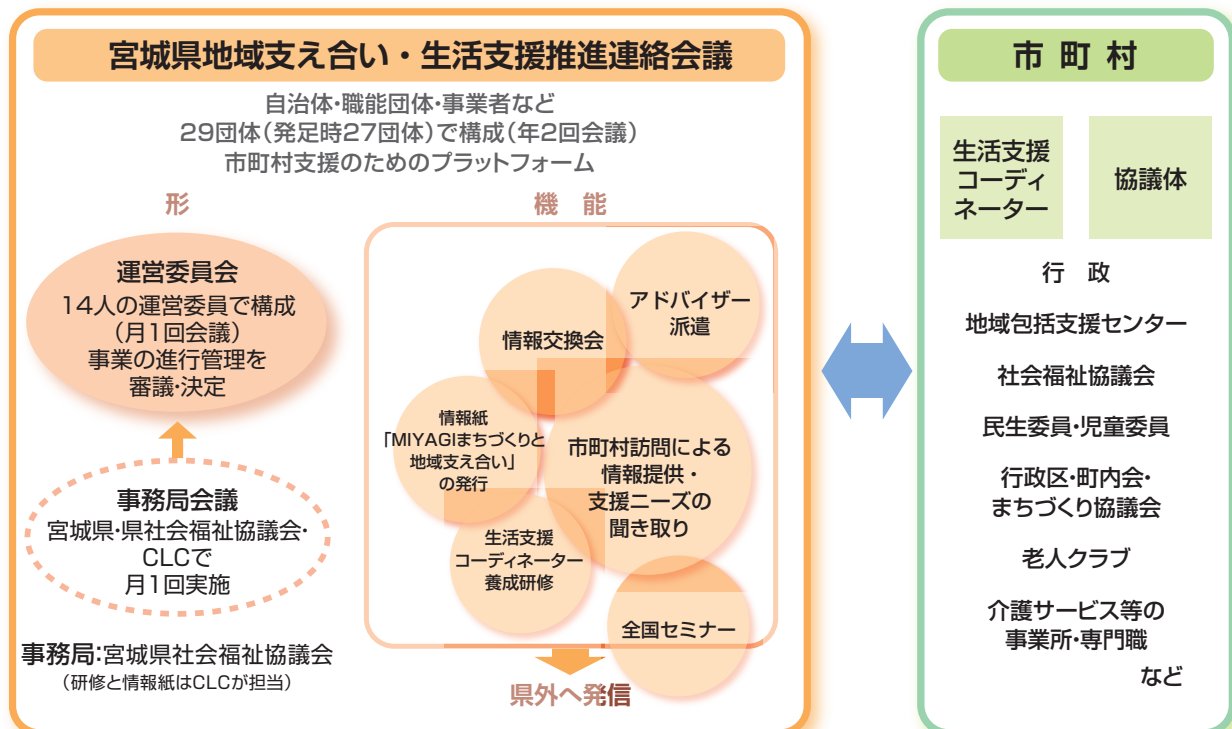 宮城県地域支え合い・生活支援推進連絡会議
自治体・職能団体・事業者など
29団体(発足時27団体)で構成(年2回会議)
市町村支援のためのプラットフォーム
形
運営委員会
14人の運営委員で構成
(月1回会議)
事業の進行管理を
審議・決定
事務局会議
宮城県・県社会福祉協議会・
CLCで
月1回実施
事務局:宮城県社会福祉協議会
(研修と情報紙はCLCが担当)
機 能
アドバイザー
派遣
情報交換会
情報紙
「MIYAGIまちづくりと
地域支え合い」
の発行
市町村訪問による
情報提供・
支援ニーズの
聞き取り
生活支援
コーディネーター
養成研修
全国セミナー
県外へ発信
市 町 村
生活支援
コーディ
ネーター
協議体
行 政
地域包括支援センター
社会福祉協議会
民生委員・児童委員
行政区・町内会・
まちづくり協議会
老人クラブ
介護サービス等の
事業所・専門職
など